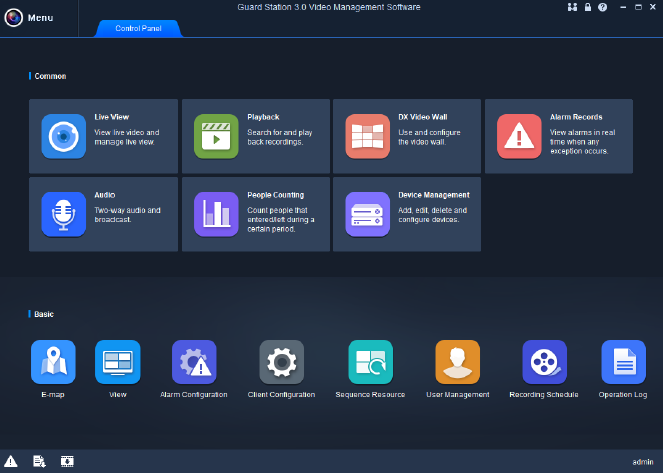 Menu
Guard Station 3.0 Video Management Software
Control Panel
Common
Live View
View live video and
manage live view.
Playback
Search for and play
back recordings.
DX Video Wall
Use and configure
the video wall.
Alarm Records
View alarms in real
time when any
exception occurs.
Audio
Two-way audio and
broadcast.
People Counting
Count people that
entered/left during a
certain period.
Device Management
Add, edit, delete and
configure devices.
Basic
E-map
View
Alarm Configuration
Client Configuration
Sequence Resource
User Management
Recording Schedule
Operation Log
admin